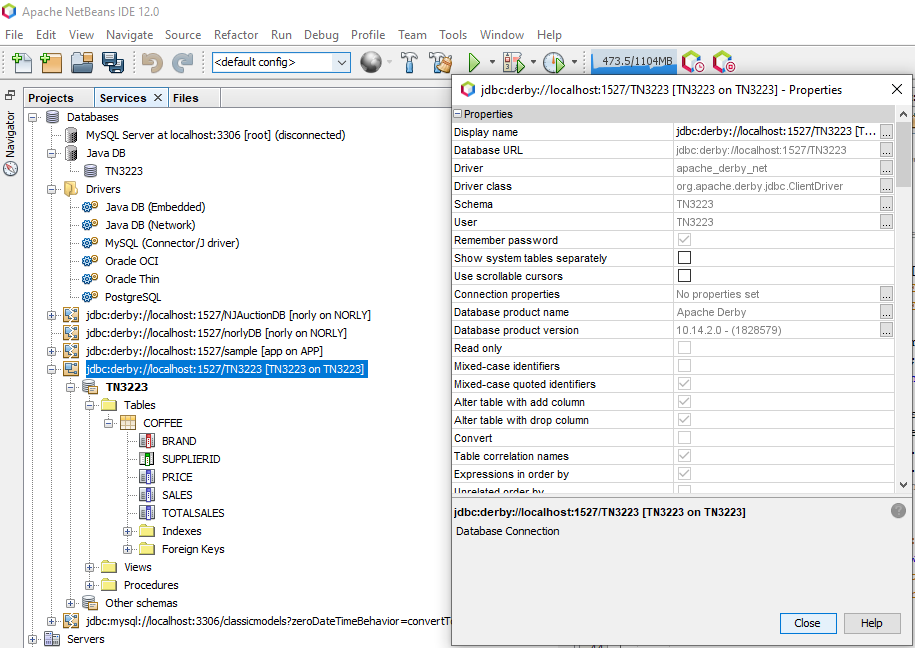 Apache NetBeans IDE 12.0
File Edit View Navigate Source Refactor Run Debug Profile Team Tools Window Help
<default config>
473.5/1104MB
Navigator
Projects Services Files
Databases
MySQL Server at localhost:3306 [root] (disconnected)
Java DB
TN3223
Drivers
Java DB (Embedded)
Java DB (Network)
MySQL (Connector/J driver)
Oracle OCI
Oracle Thin
PostgreSQL
jdbc:derby://localhost:1527/NJAuctionDB [norly on NORLY]
jdbc:derby://localhost:1527/norlyDB [norly on NORLY]
jdbc:derby://localhost:1527/sample [app on APP]
jdbc:derby://localhost:1527/TN3223 [TN3223 on TN3223]
TN3223
Tables
COFFEE
BRAND
SUPPLIERID
PRICE
SALES
TOTALSALES
Indexes
Foreign Keys
Views
Procedures
Other schemas
jdbc:mysql://localhost:3306/classicmodels?zeroDateTimeBehavior=convertT
Servers
jdbc:derby://localhost:1527/TN3223 [TN3223 on TN3223] - Properties
Properties
Display name jdbc:derby://localhost:1527/TN3223 [T... ...
Database URL jdbc:derby://localhost:1527/TN3223 ...
Driver apache_derby_net ...
Driver class org.apache.derby.jdbc.ClientDriver ...
Schema TN3223 ...
User TN3223 ...
Remember password
Show system tables separately
Use scrollable cursors
Connection properties No properties set ...
Database product name Apache Derby ...
Database product version 10.14.2.0 - (1828579) ...
Read only
Mixed-case identifiers
Mixed-case quoted identifiers
Alter table with add column
Alter table with drop column
Convert
Table correlation names
Expressions in order by
Unrelated order by
jdbc:derby://localhost:1527/TN3223 [TN3223 on TN3223]
?
Database Connection
Close Help